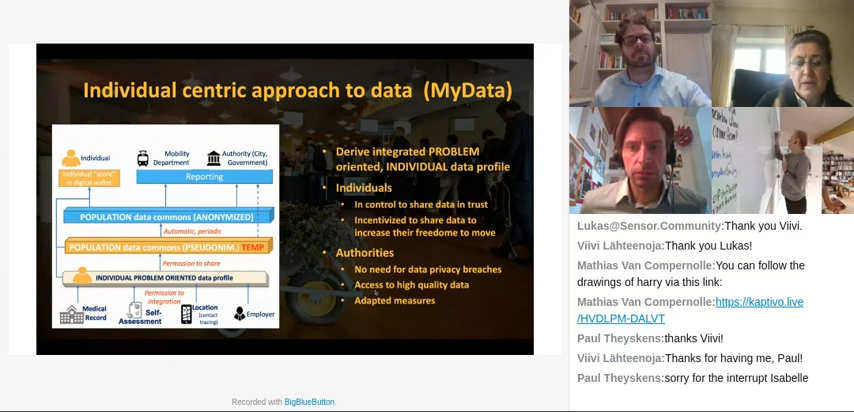 Individual centric approach to data (MyData)
Individual
Mobility
Department
Authority (City,
Government)
Individual "score"
in digital wallet
Reporting
POPULATION data commons (ANONYMIZED)
Automatic, periodic
POPULATION data commons (PSEUDONIM.) TEMP
Permission to share
INDIVIDUAL PROBLEM ORIENTED data profile
Permission to
integration
Medical
Record
Self-
Assessment
Location
(contact
tracing)
Employer
• Derive integrated PROBLEM
oriented, INDIVIDUAL data profile
• Individuals
• In control to share data in trust
• Incentivized to share data to
increase their freedome to move
• Authorities
• No need for data privacy breaches
• Access to high quality data
• Adapted measures
Recorded with BigBlueButton.
Lukas@Sensor.Community:Thank you Viivi.
Viivi Lähteenoja:Thank you Lukas!
Mathias Van Compernolle:You can follow the
drawings of harry via this link:
Mathias Van Compernolle:https://kaptivo.live
/HVDLPM-DALVT
Paul Theyskens:thanks Viivi!
Viivi Lähteenoja:Thanks for having me, Paul!
Paul Theyskens:sorry for the interrupt Isabelle